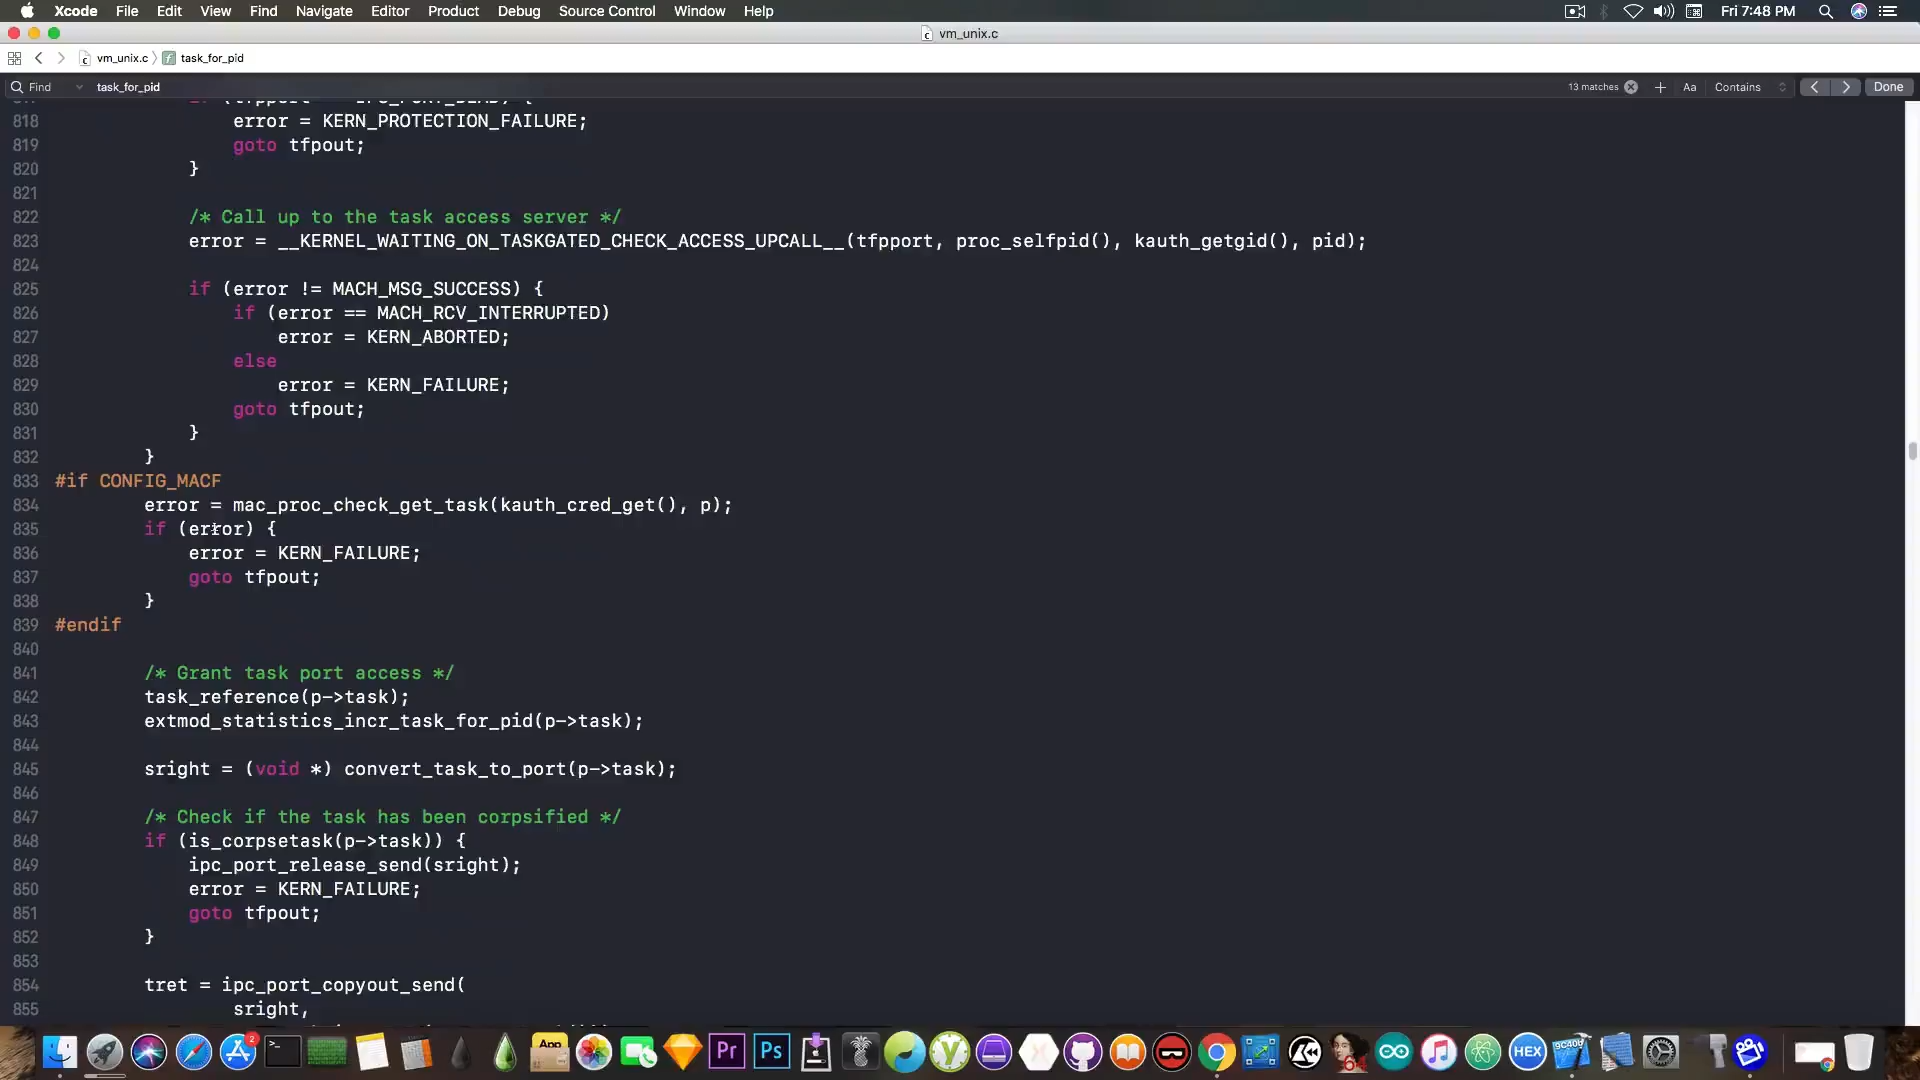 Xcode File Edit View Find Navigate Editor Product Debug Source Control Window Help Fri 7:48 PM
vm_unix.c
vm_unix.c task_for_pid
Find task_for_pid 13 matches Aa Contains Done
818 error = KERN_PROTECTION_FAILURE;
819 goto tfpout;
820 }
821
822 /* Call up to the task access server */
823 error = __KERNEL_WAITING_ON_TASKGATED_CHECK_ACCESS_UPCALL__(tfpport, proc_selfpid(), kauth_getgid(), pid);
824
825 if (error != MACH_MSG_SUCCESS) {
826 if (error == MACH_RCV_INTERRUPTED)
827 error = KERN_ABORTED;
828 else
829 error = KERN_FAILURE;
830 goto tfpout;
831 }
832 }
833 #if CONFIG_MACF
834 error = mac_proc_check_get_task(kauth_cred_get(), p);
835 if (error) {
836 error = KERN_FAILURE;
837 goto tfpout;
838 }
839 #endif
840
841 /* Grant task port access */
842 task_reference(p->task);
843 extmod_statistics_incr_task_for_pid(p->task);
844
845 sright = (void *) convert_task_to_port(p->task);
846
847 /* Check if the task has been corpsified */
848 if (is_corpsetask(p->task)) {
849 ipc_port_release_send(sright);
850 error = KERN_FAILURE;
851 goto tfpout;
852 }
853
854 tret = ipc_port_copyout_send(
855 sright,
2
App
Pr
Ps
64
HEX
9C40b